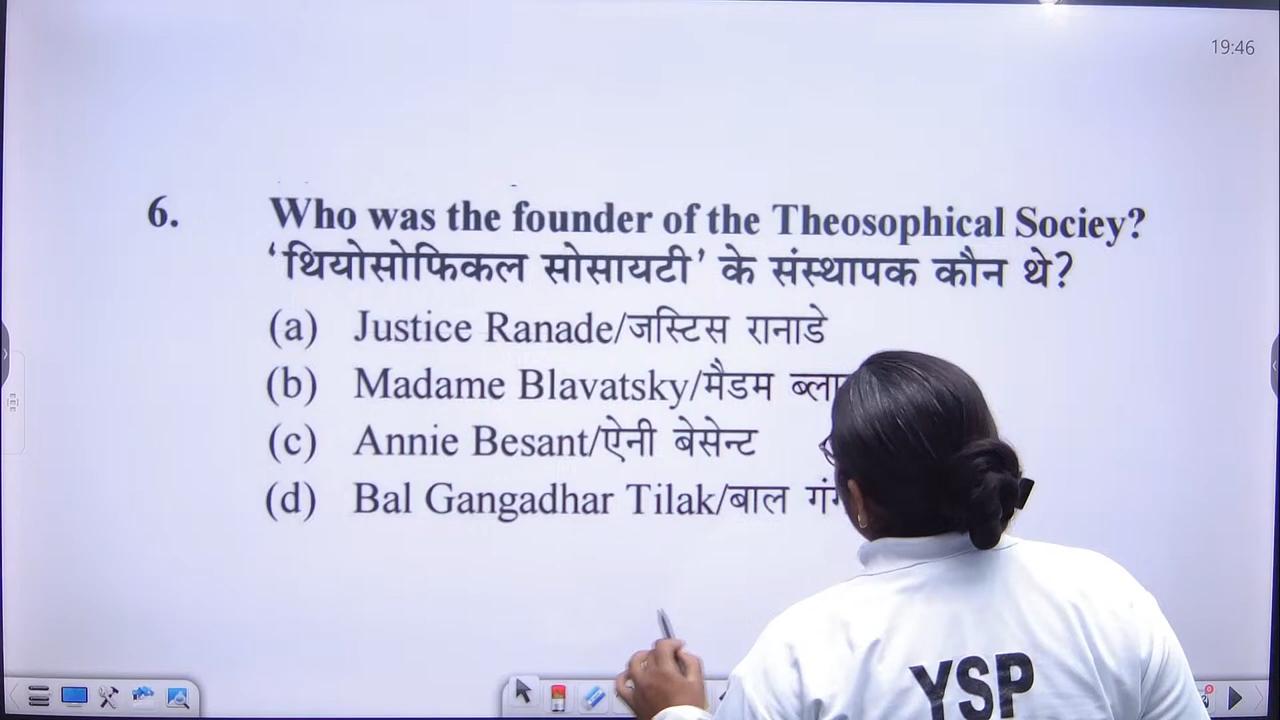 19:46
6. Who was the founder of the Theosophical Sociey?
‘थियोसोफिकल सोसायटी’ के संस्थापक कौन थे?
(a) Justice Ranade/जस्टिस रानाडे
(b) Madame Blavatsky/मैडम
(c) Annie Besant/ऐनी बेसेन्ट
(d) Bal Gangadhar Tilak/बाल
YSP